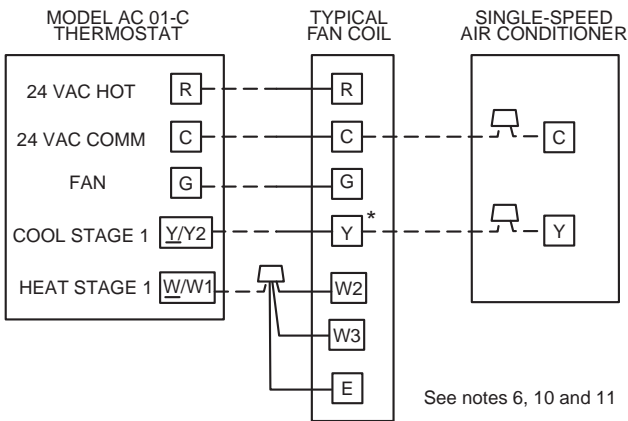 MODEL AC 01-C THERMOSTAT
TYPICAL FAN COIL
SINGLE-SPEED AIR CONDITIONER
24 VAC HOT R R
24 VAC COMM C C C
FAN G G
COOL STAGE 1 Y/Y2 Y * Y
HEAT STAGE 1 W/W1 W2
W3
E
See notes 6, 10 and 11